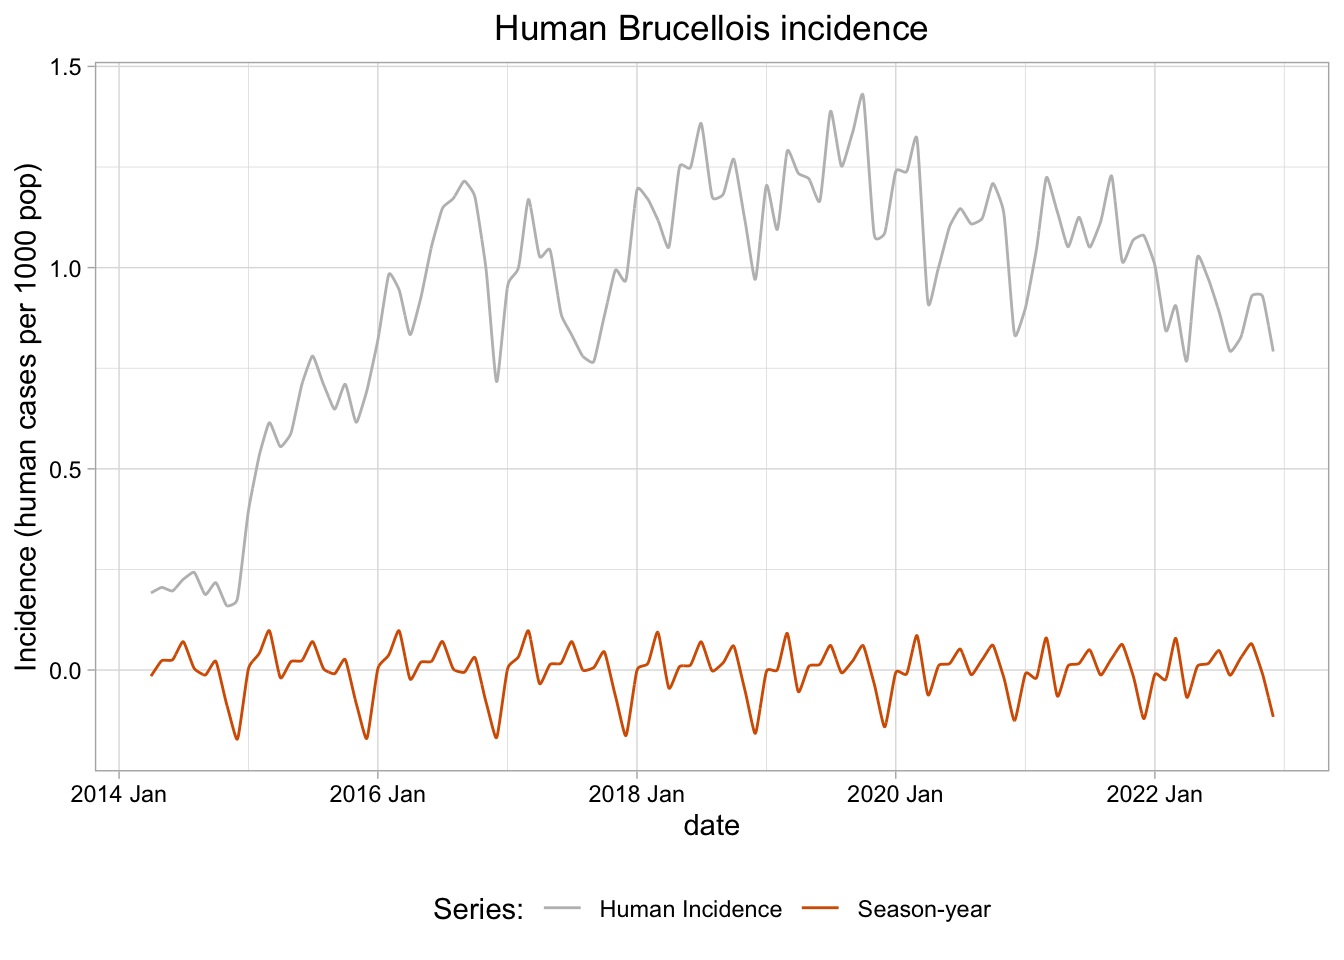 Human Brucellois incidence
Incidence (human cases per 1000 pop)
1.5
1.0
0.5
0.0
2014 Jan
2016 Jan
2018 Jan
2020 Jan
2022 Jan
date
Series:
Human Incidence
Season-year